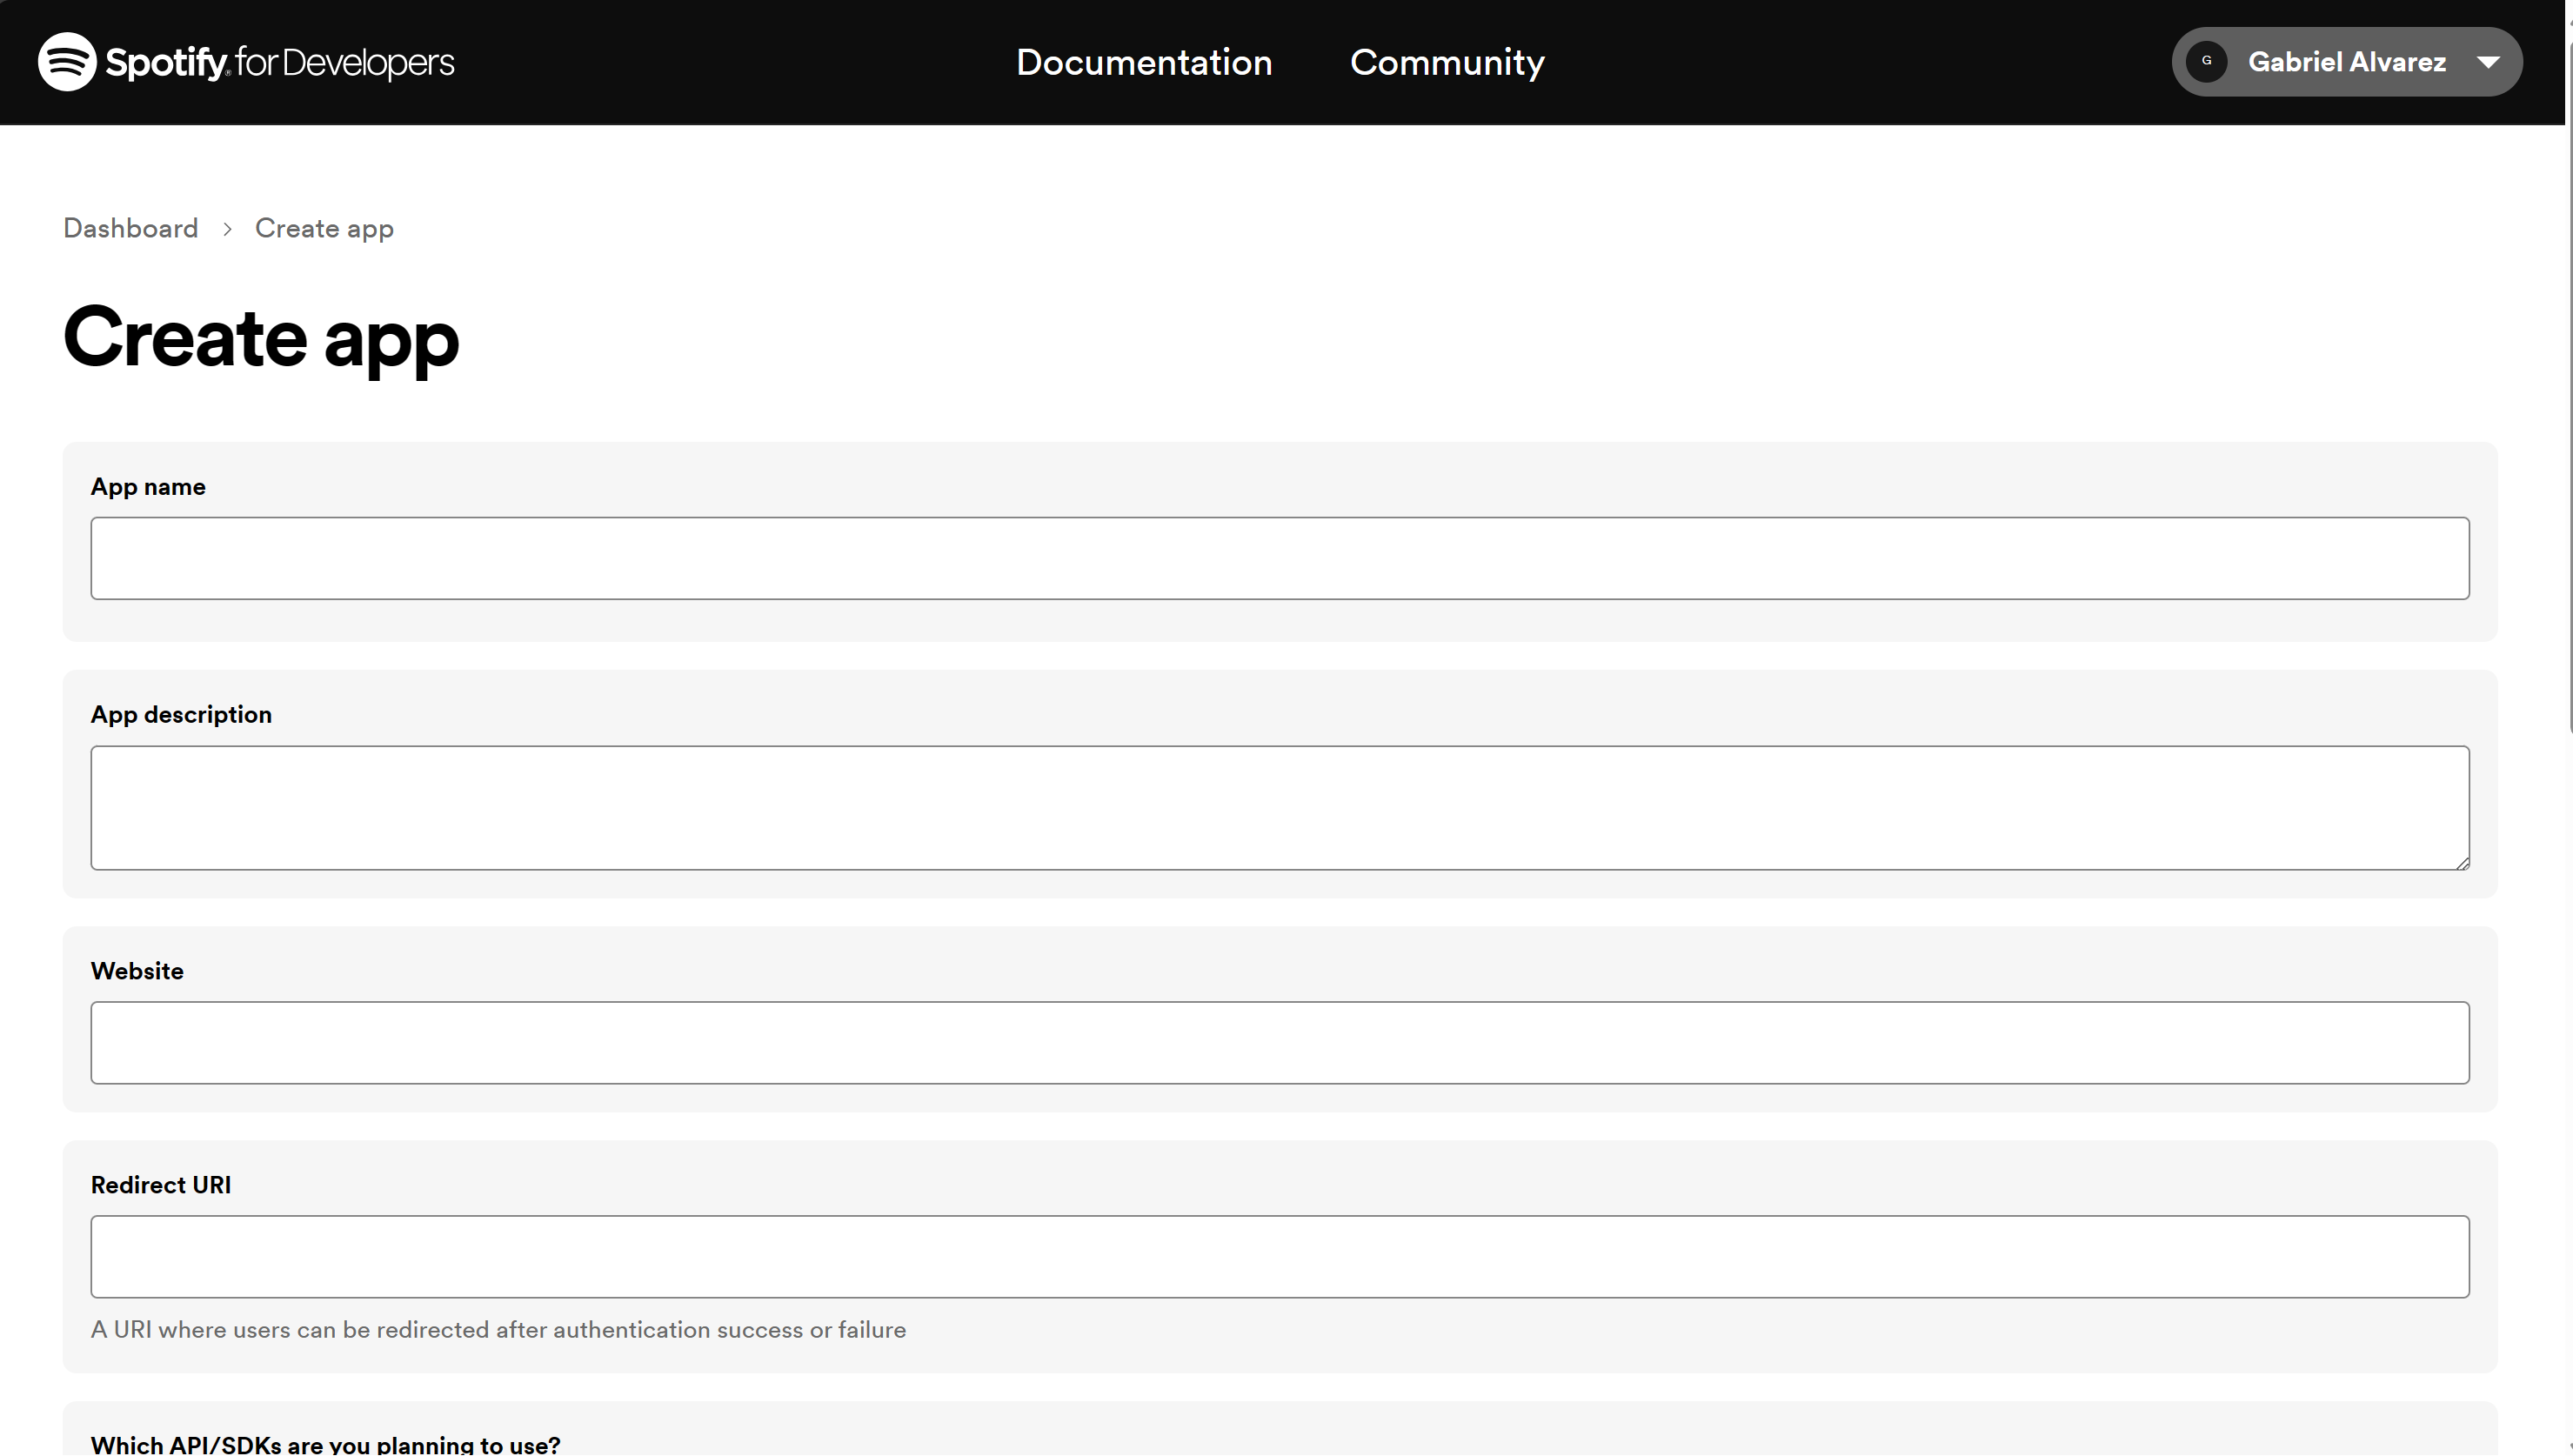 Spotify for Developers
Documentation
Community
G
Gabriel Alvarez
Dashboard > Create app
Create app
App name
App description
Website
Redirect URI
A URI where users can be redirected after authentication success or failure
Which API/SDKs are you planning to use?